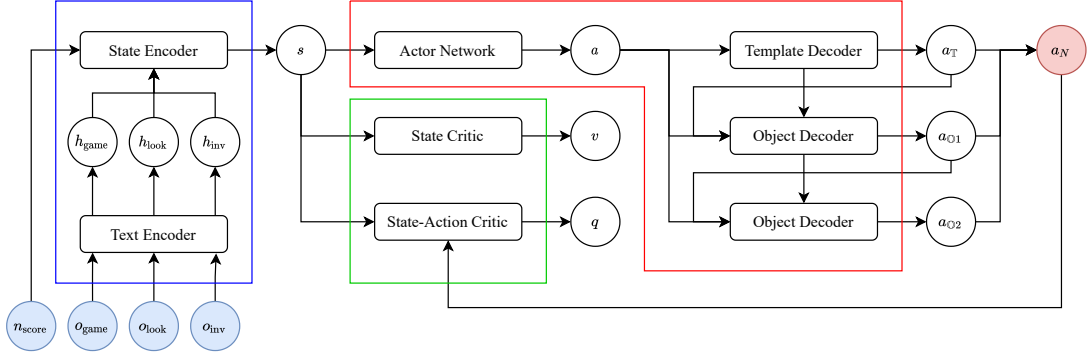 State Encoder
s
Actor Network
a
Template Decoder
a_𝕋
a_N
h_game
h_look
h_inv
State Critic
v
Object Decoder
a_𝕆1
Text Encoder
State-Action Critic
q
Object Decoder
a_𝕆2
n_score
o_game
o_look
o_inv